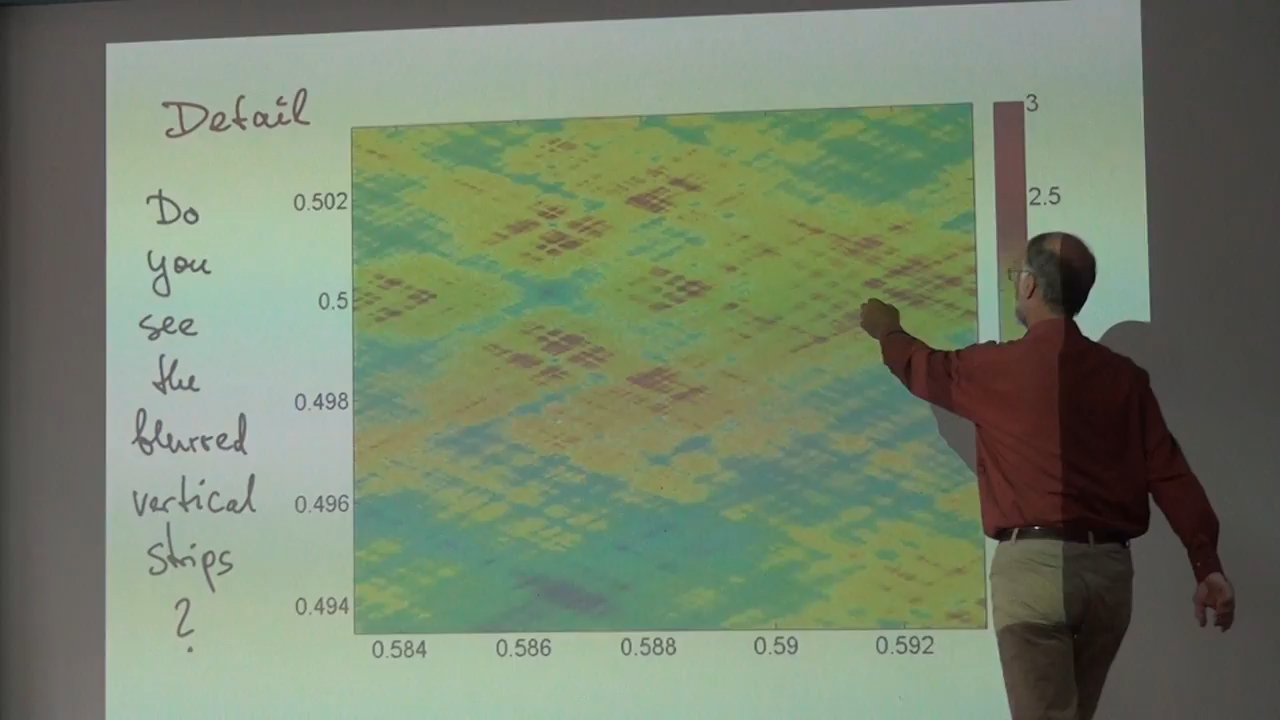 Detail
Do
you
see
the
blurred
vertical
strips
?
0.502
0.5
0.498
0.496
0.494
0.584 0.586 0.588 0.59 0.592
3
2.5